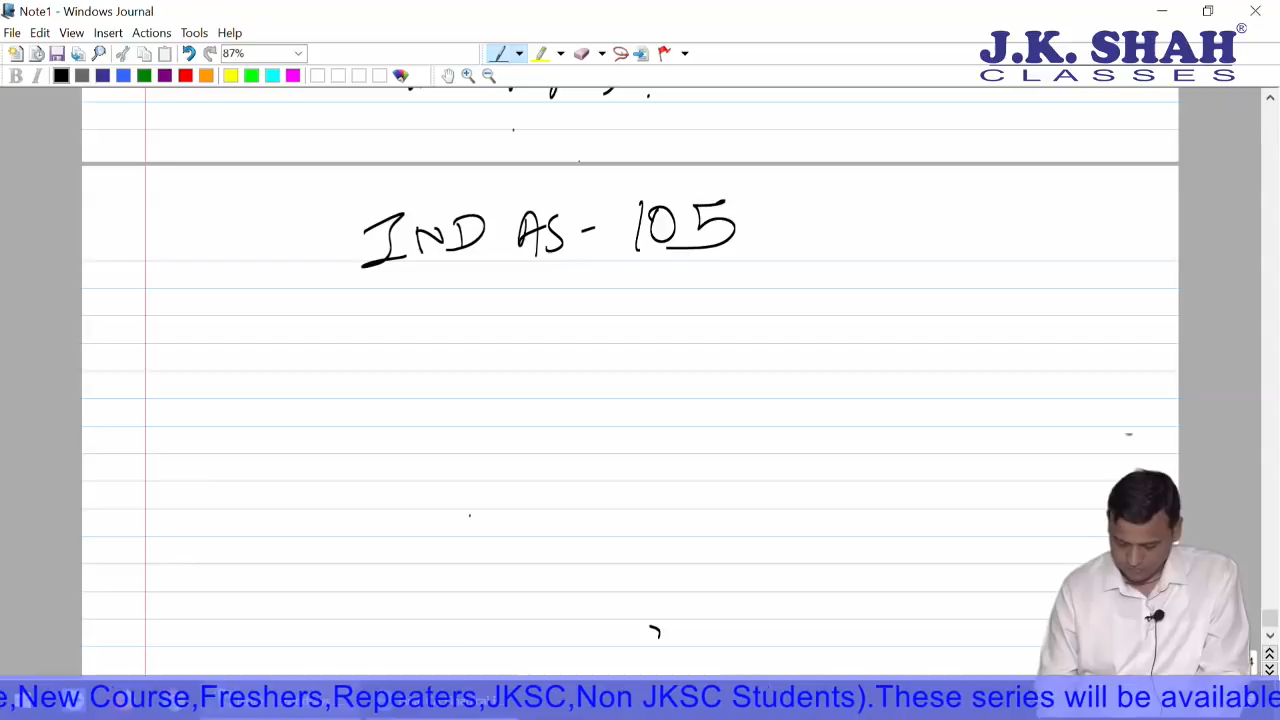 Note1 - Windows Journal
File Edit View Insert Actions Tools Help
87%
B I
J.K. SHAH®
CLASSES
IND AS - 105
e,New Course,Freshers,Repeaters,JKSC,Non JKSC Students).These series will be available